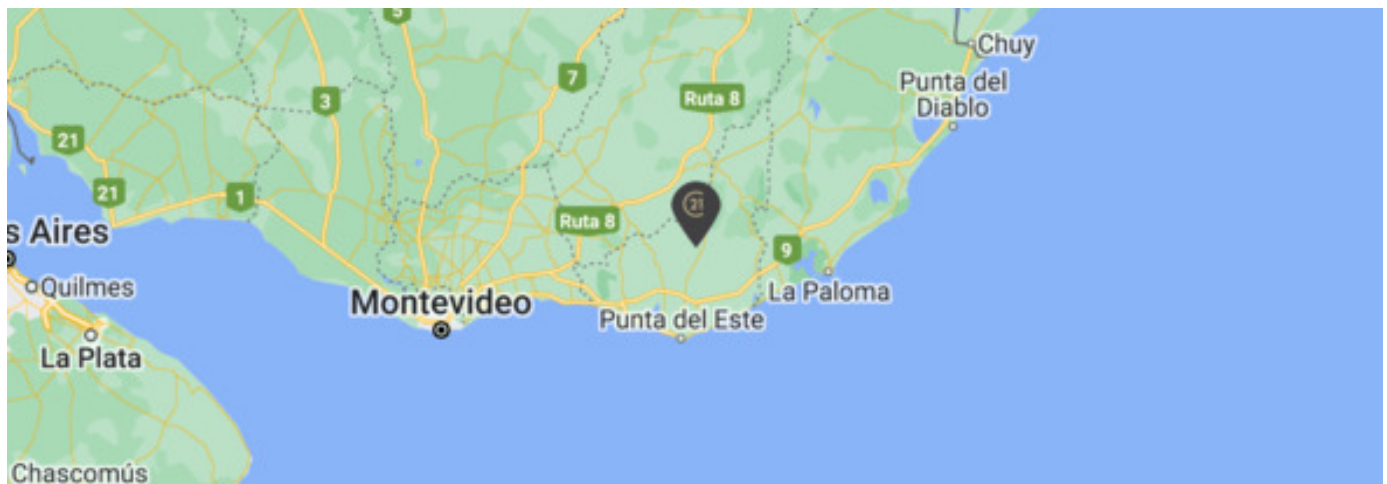 5
Chuy
7
Punta del
Diablo
Ruta 8
3
21
21
1
21
Ruta 8
s Aires
9
Quilmes
La Paloma
Montevideo
Punta del Este
La Plata
Chascomús